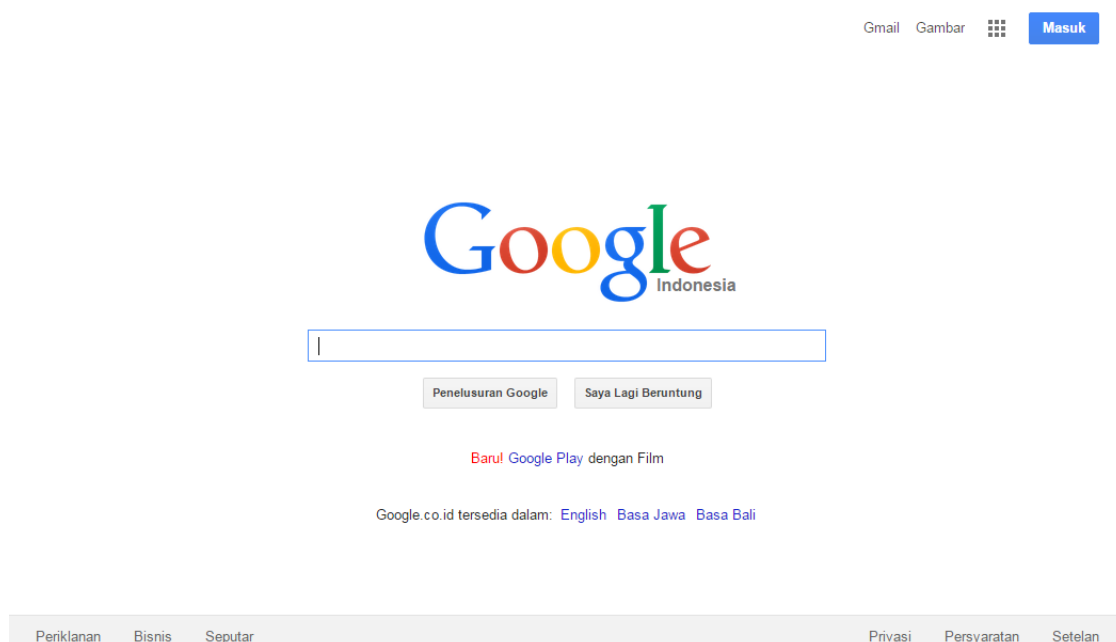 Gmail Gambar Masuk
Google
Indonesia
Penelusuran Google Saya Lagi Beruntung
Baru! Google Play dengan Film
Google.co.id tersedia dalam: English Basa Jawa Basa Bali
Periklanan Bisnis Seputar Privasi Persyaratan Setelan